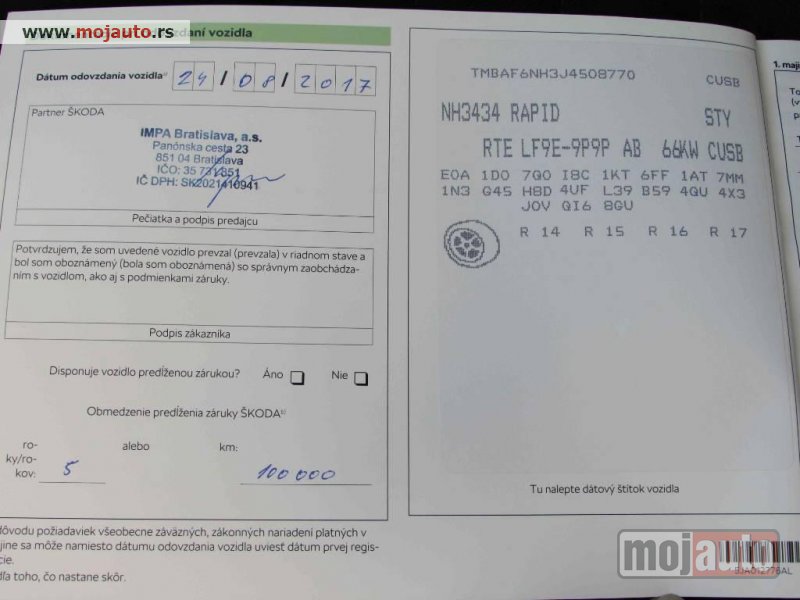 www.mojauto.rs
zdaní vozidla
Dátum odovzdania vozidla
24/08/2017
Partner ŠKODA
IMPA Bratislava, a.s.
Panónska cesta 23
851 04 Bratislava
IČO: 35 731 851
IČ DPH: SK2021410941
Pečiatka a podpis predajcu
Potvrdzujem, že som uvedené vozidlo prevzal (prevzala) v riadnom stave a
bol som oboznámený (bola som oboznámená) so správnym zaobchádza-
ním s vozidlom, ako aj s podmienkami záruky.
Podpis zákazníka
Disponuje vozidlo predĺženou zárukou? Áno Nie
Obmedzenie predĺženia záruky ŠKODA
ro-
ky/ro-
kov: 5 alebo km: 100 000
dôvodu požiadaviek všeobecne záväzných, zákonných nariadení platných v
jine sa môže namiesto dátumu odovzdania vozidla uviesť dátum prvej regis-
cie.
dľa toho, čo nastane skôr.
TMBAF6NH3J4508770 CUSB
NH3434 RAPID STY
RTE LF9E-9P9P AB 66KW CUSB
E0A 1D0 7Q0 I8C 1KT 6FF 1AT 7MM
1N3 G45 H8D 4UF L39 B59 4QU 4X3
J0V QI6 8GU
R 14 R 15 R 16 R 17
Tu nalepte dátový štítok vozidla
1. maji
mojauto